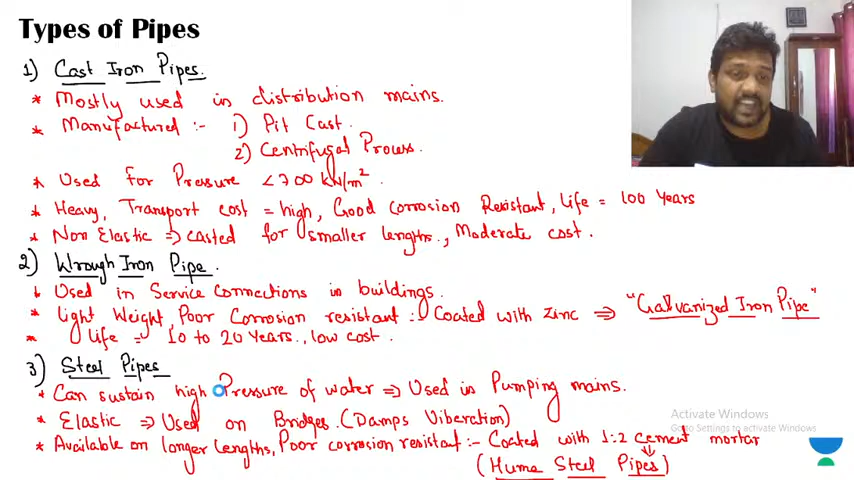 Types of Pipes
1) Cast Iron Pipes.
* Mostly used in distribution mains.
* Manufactured :- 1) Pit Cast.
2) Centrifugal Process.
* Used for Pressure < 700 kN/m².
* Heavy, Transport cost = high, Good Corrosion Resistant, Life = 100 Years
* Non Elastic => casted for smaller lengths., Moderate cost.
2) Wrough Iron Pipe.
* Used in Service connections in buildings.
* light Weight, Poor Corrosion resistant :- Coated with Zinc => "Galvanized Iron Pipe"
* life = 10 to 20 Years., low cost.
3) Steel Pipes
* Can sustain high Pressure of water => Used in Pumping mains.
* Elastic => Used on Bridges. (Damps Viberation)
* Available on longer lengths, Poor corrosion resistant :- Coated with 1:2 cement mortar
(Hume Steel Pipes)
Activate Windows
Go to Settings to activate Windows.